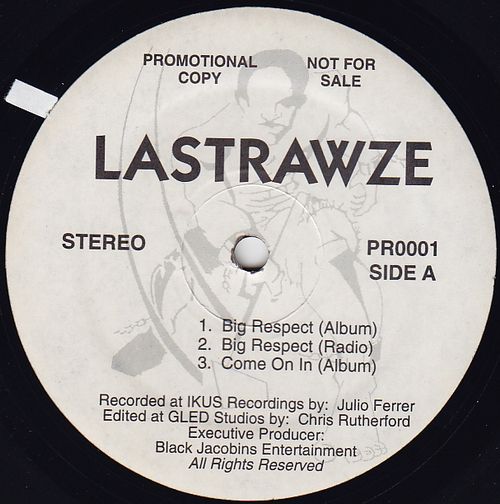 PROMOTIONAL COPY
NOT FOR SALE
LASTRAWZE
STEREO
PR0001
SIDE A
1. Big Respect (Album)
2. Big Respect (Radio)
3. Come On In (Album)
Recorded at IKUS Recordings by: Julio Ferrer
Edited at GLED Studios by: Chris Rutherford
Executive Producer:
Black Jacobins Entertainment
All Rights Reserved